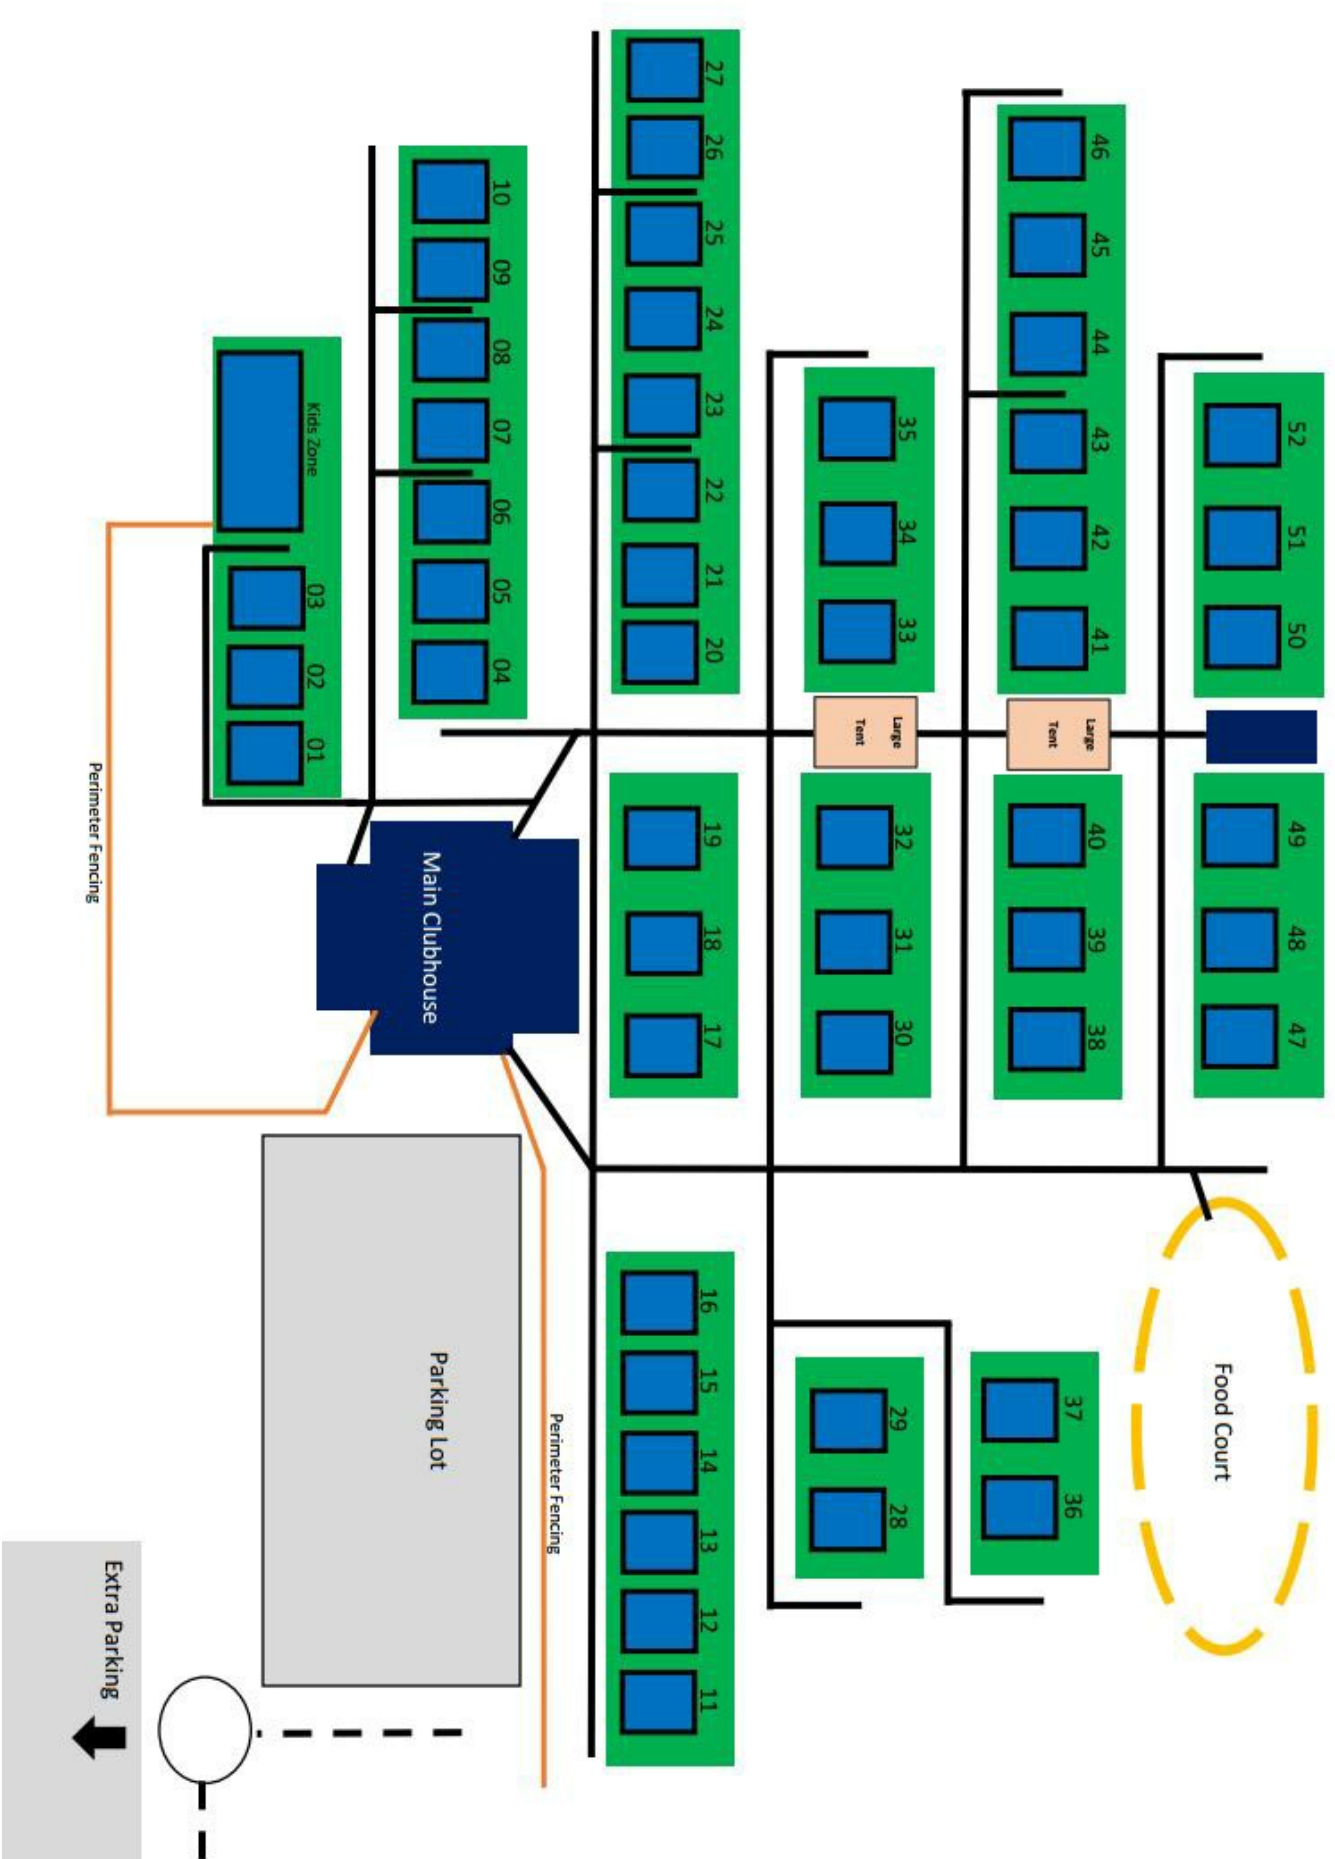 52 51 50 49 48 47
Food Court
46 45 44 43 42 41
Large
Tent
40 39 38
37 36
35 34 33
Large
Tent
32 31 30
29 28
27 26 25 24 23 22 21 20
19 18 17
16 15 14 13 12 11
Perimeter Fencing
10 09 08 07 06 05 04
Main Clubhouse
Parking Lot
Kids Zone
03 02 01
Extra Parking
Perimeter Fencing